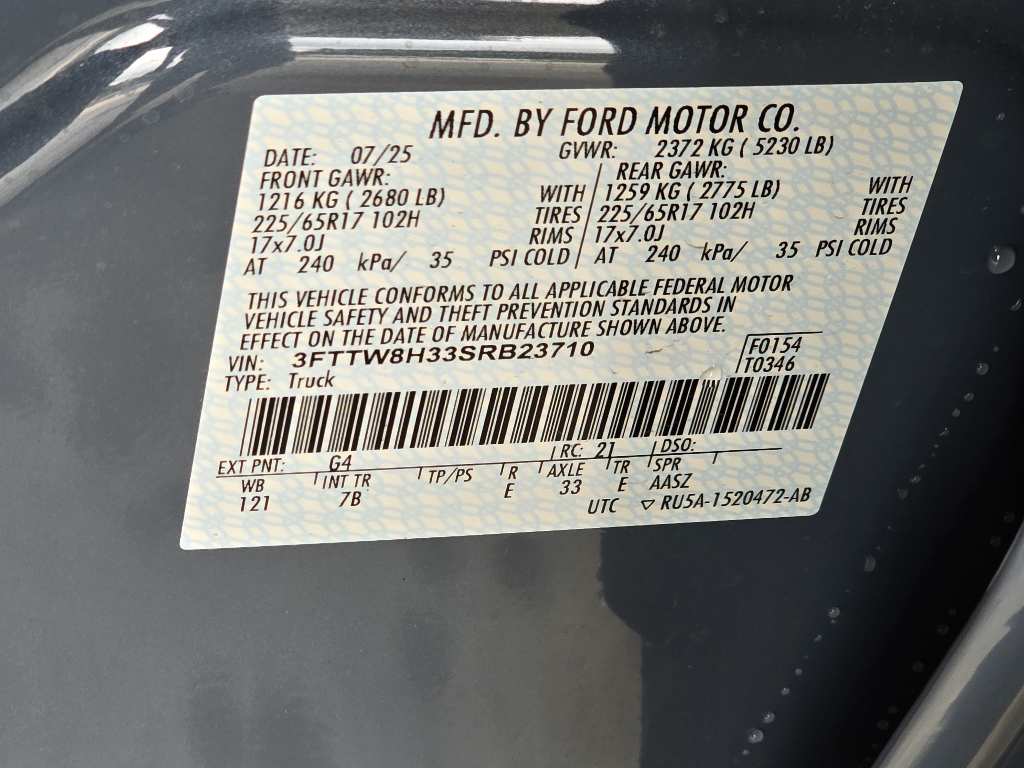 MFD. BY FORD MOTOR CO.
DATE: 07/25 GVWR: 2372 KG ( 5230 LB)
FRONT GAWR: REAR GAWR:
1216 KG ( 2680 LB) WITH 1259 KG ( 2775 LB) WITH
225/65R17 102H TIRES 225/65R17 102H TIRES
17x7.0J RIMS 17x7.0J RIMS
AT 240 kPa/ 35 PSI COLD AT 240 kPa/ 35 PSI COLD
THIS VEHICLE CONFORMS TO ALL APPLICABLE FEDERAL MOTOR
VEHICLE SAFETY AND THEFT PREVENTION STANDARDS IN
EFFECT ON THE DATE OF MANUFACTURE SHOWN ABOVE.
VIN: 3FTTW8H33SRB23710 F0154
TYPE: Truck T0346
EXT PNT: G4 RC: 21 DSO:
WB INT TR TP/PS R AXLE TR SPR
121 7B E 33 E AASZ
UTC ▽ RU5A-1520472-AB